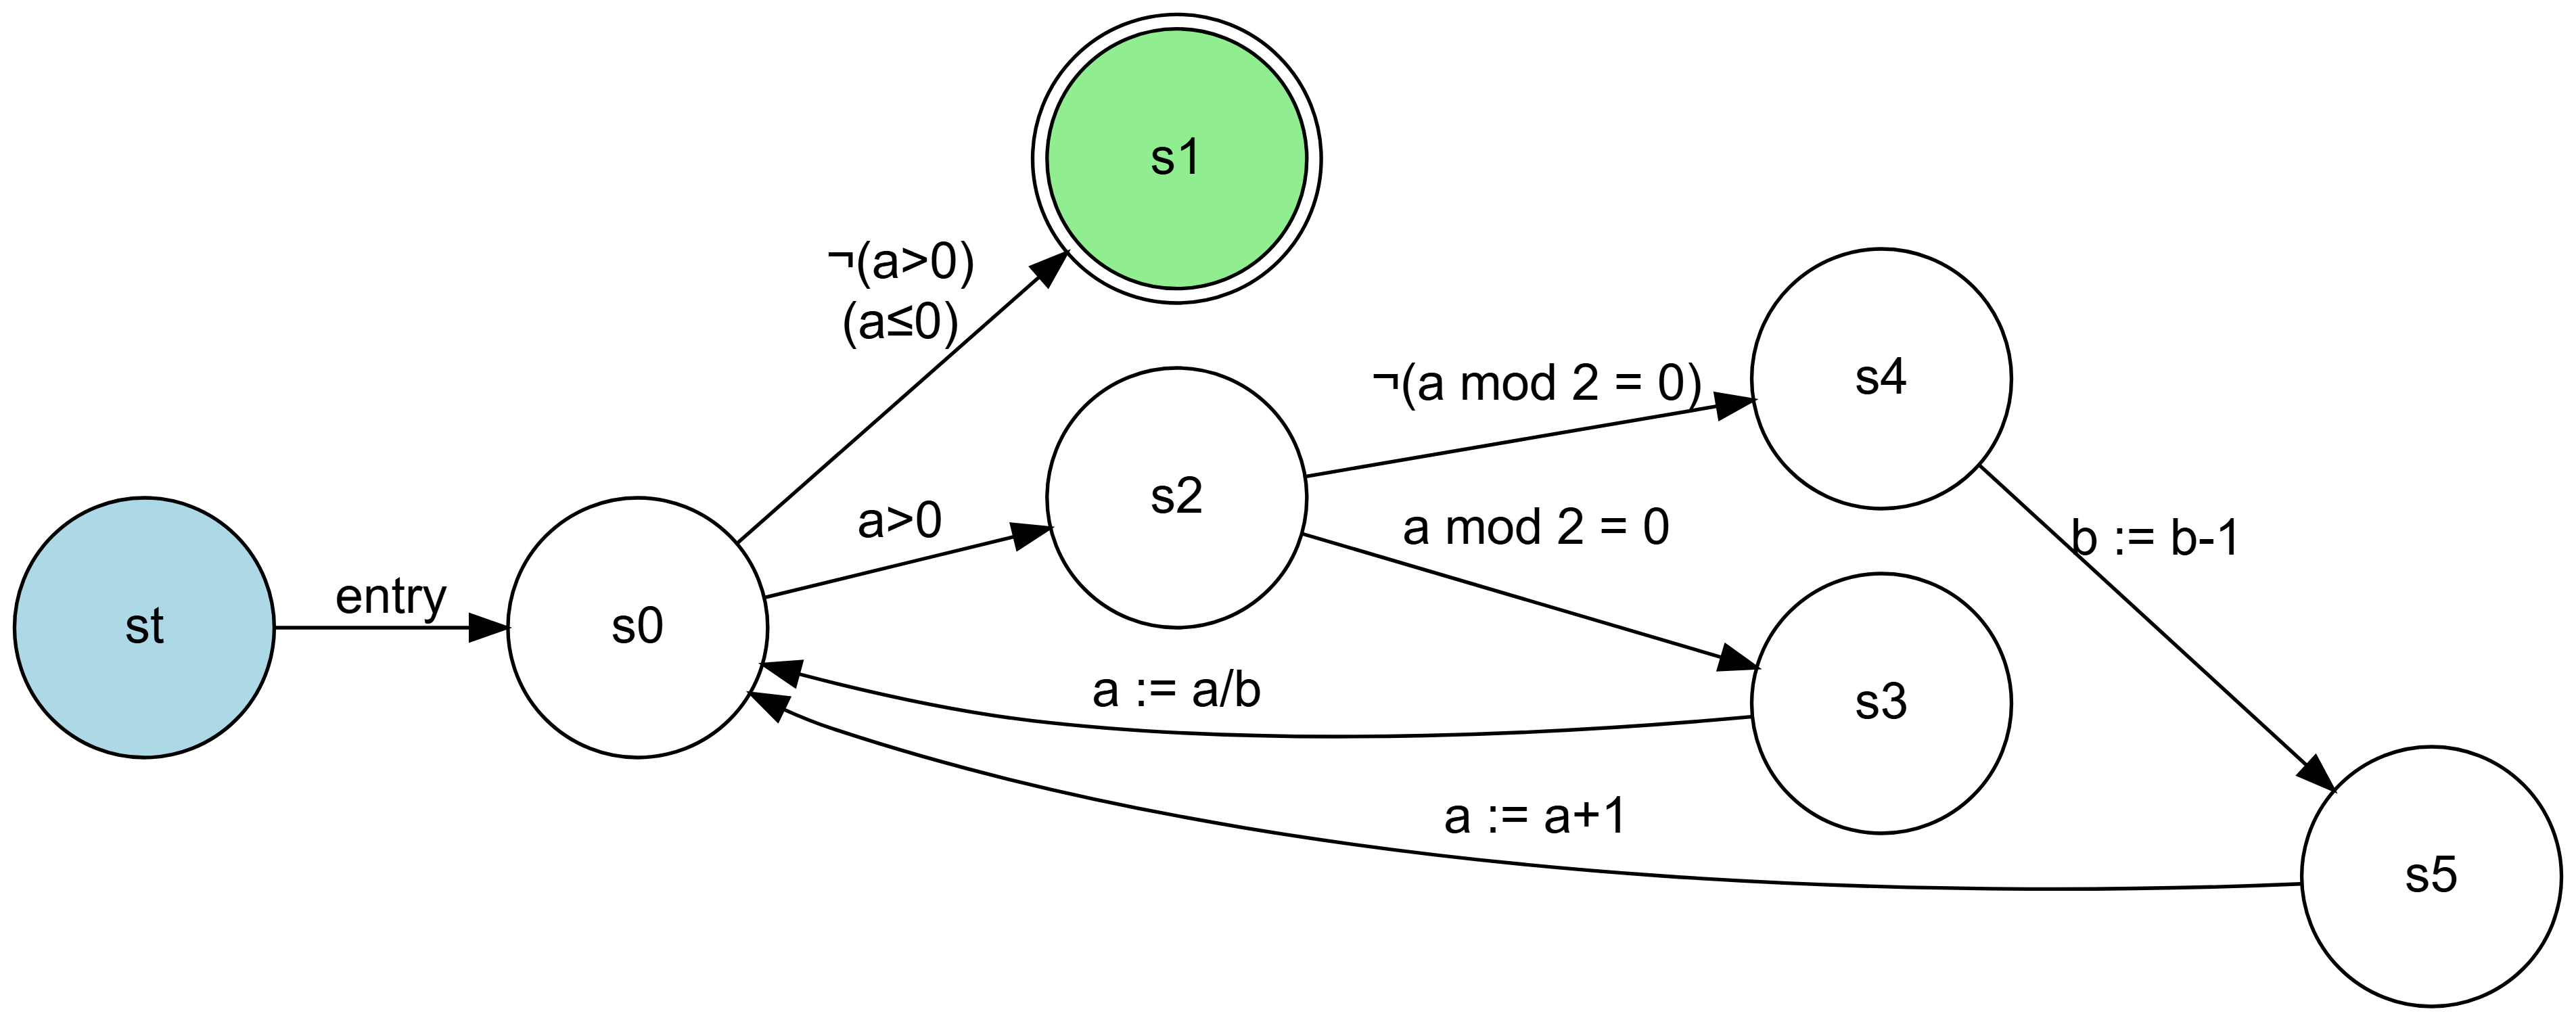 s1
¬(a>0)
(a≤0)
s4
¬(a mod 2 = 0)
s2
a>0
a mod 2 = 0
b := b-1
entry
st
s0
a := a/b
s3
a := a+1
s5